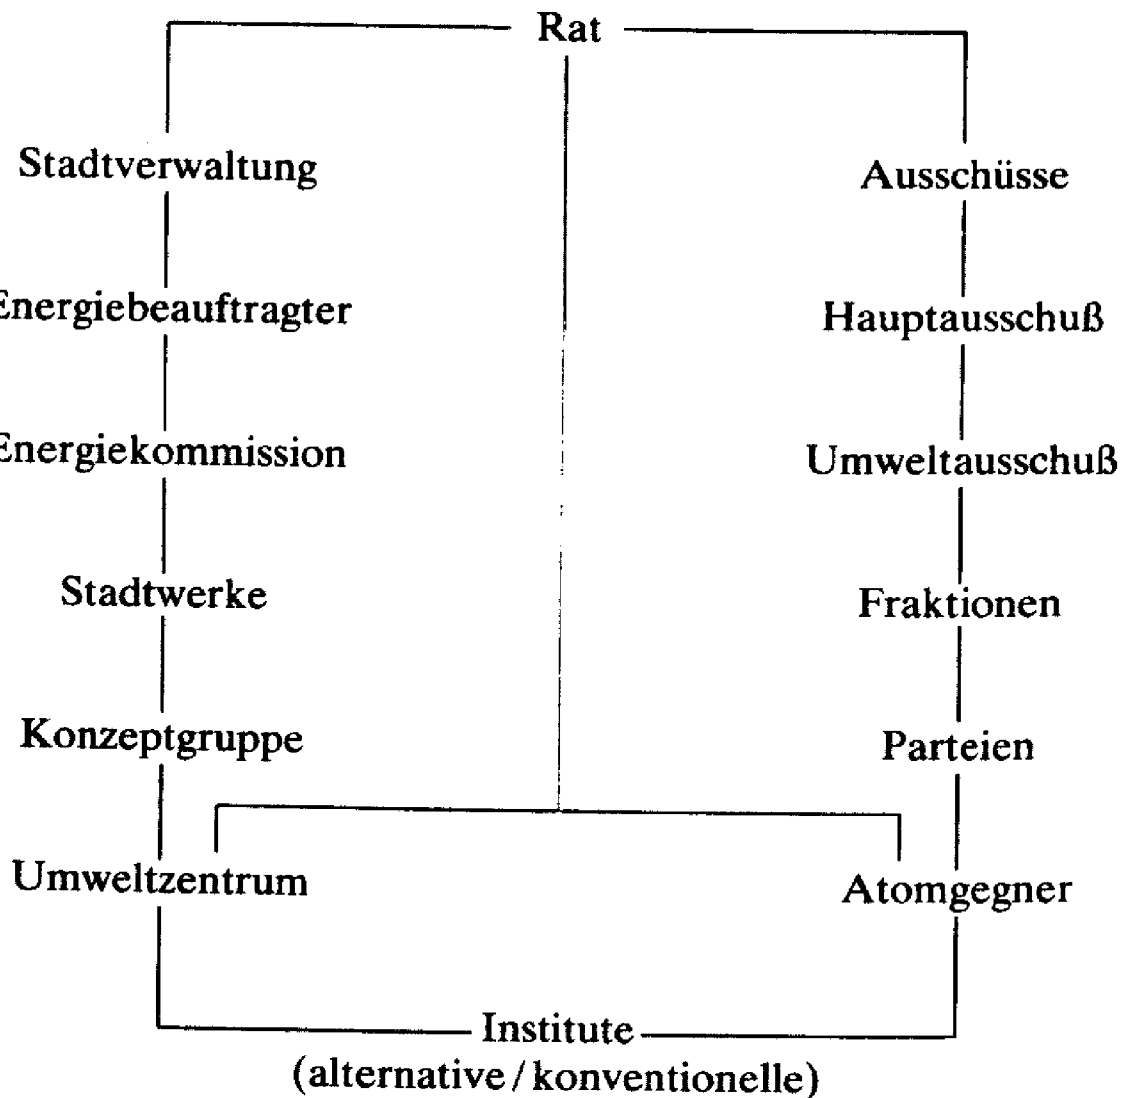 Rat
Stadtverwaltung
Ausschüsse
Energiebeauftragter
Hauptausschuß
Energiekommission
Umweltausschuß
Stadtwerke
Fraktionen
Konzeptgruppe
Parteien
Umweltzentrum
Atomgegner
Institute
(alternative / konventionelle)